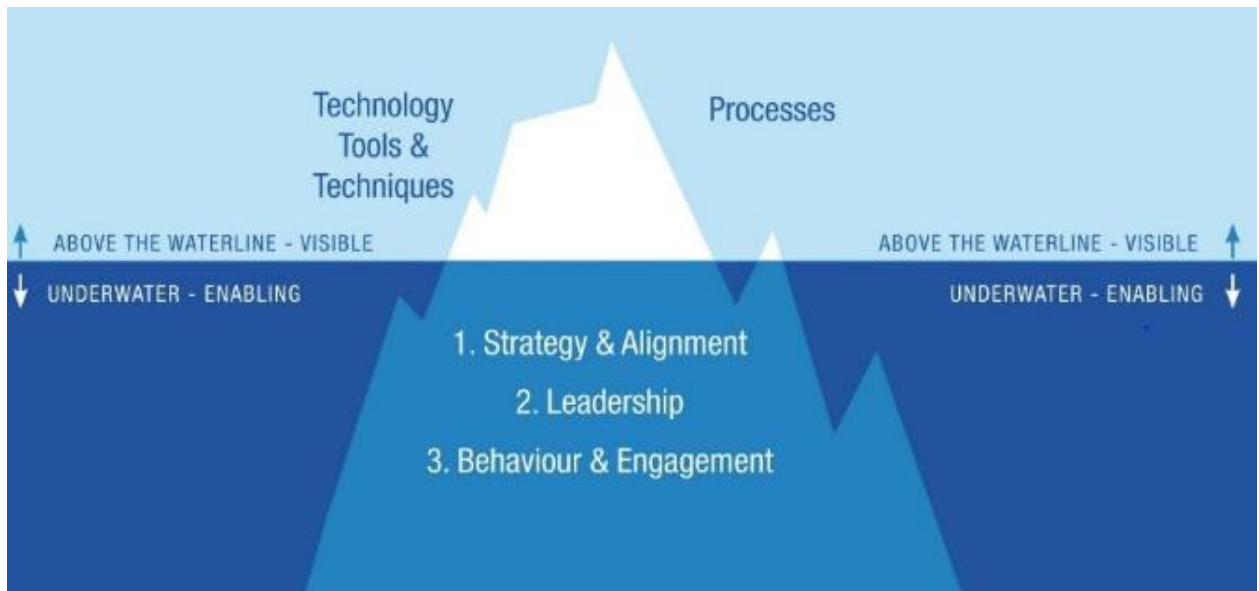 Technology
Tools &
Techniques
Processes
ABOVE THE WATERLINE - VISIBLE
ABOVE THE WATERLINE - VISIBLE
UNDERWATER - ENABLING
UNDERWATER - ENABLING
1. Strategy & Alignment
2. Leadership
3. Behaviour & Engagement